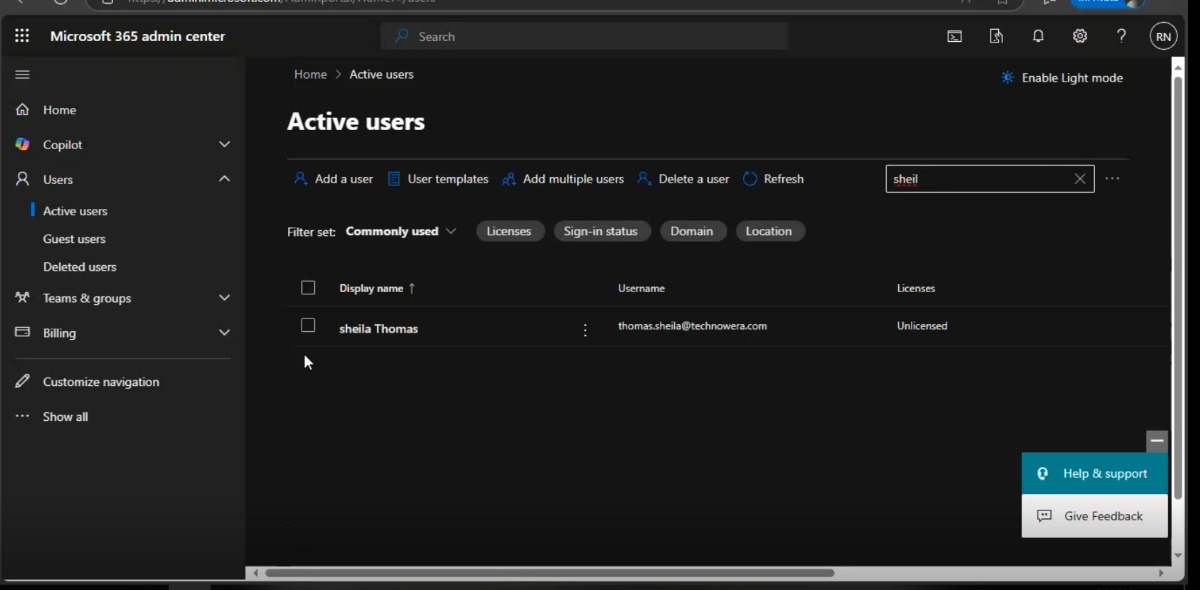 Microsoft 365 admin center
Search
RN
Home
Copilot
Users
Active users
Guest users
Deleted users
Teams & groups
Billing
Customize navigation
Show all
Home > Active users
Enable Light mode
Active users
Add a user
User templates
Add multiple users
Delete a user
Refresh
sheil
Filter set: Commonly used
Licenses
Sign-in status
Domain
Location
Display name ↑
Username
Licenses
sheila Thomas
thomas.sheila@technowera.com
Unlicensed
Help & support
Give Feedback